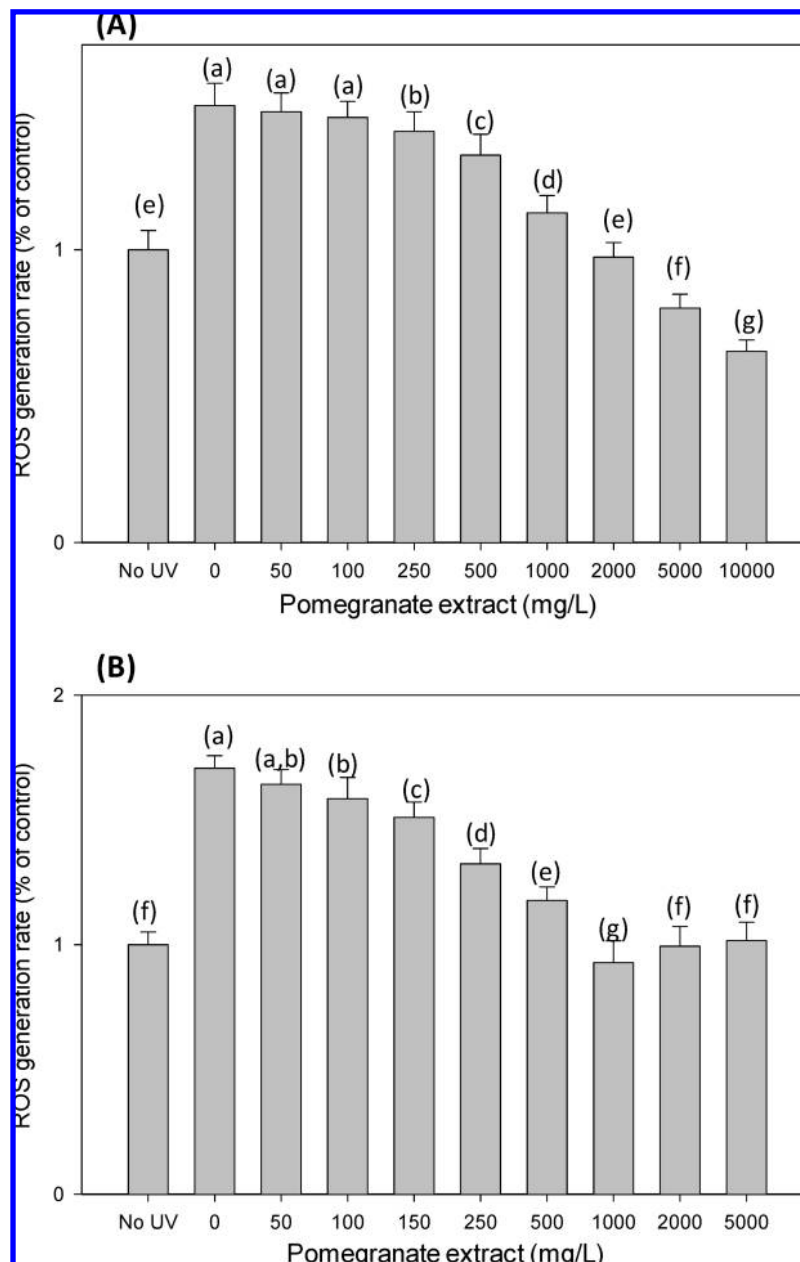 (A)
(a) (a) (a) (b) (c) (d) (e) (e) (f) (g)
ROS generation rate (% of control)
1
0
No UV 0 50 100 250 500 1000 2000 5000 10000
Pomegranate extract (mg/L)
(B)
2
(a) (a,b) (b) (c) (d) (e) (f) (g) (f) (f)
ROS generation rate (% of control)
1
0
No UV 0 50 100 150 250 500 1000 2000 5000
Pomegranate extract (mg/L)